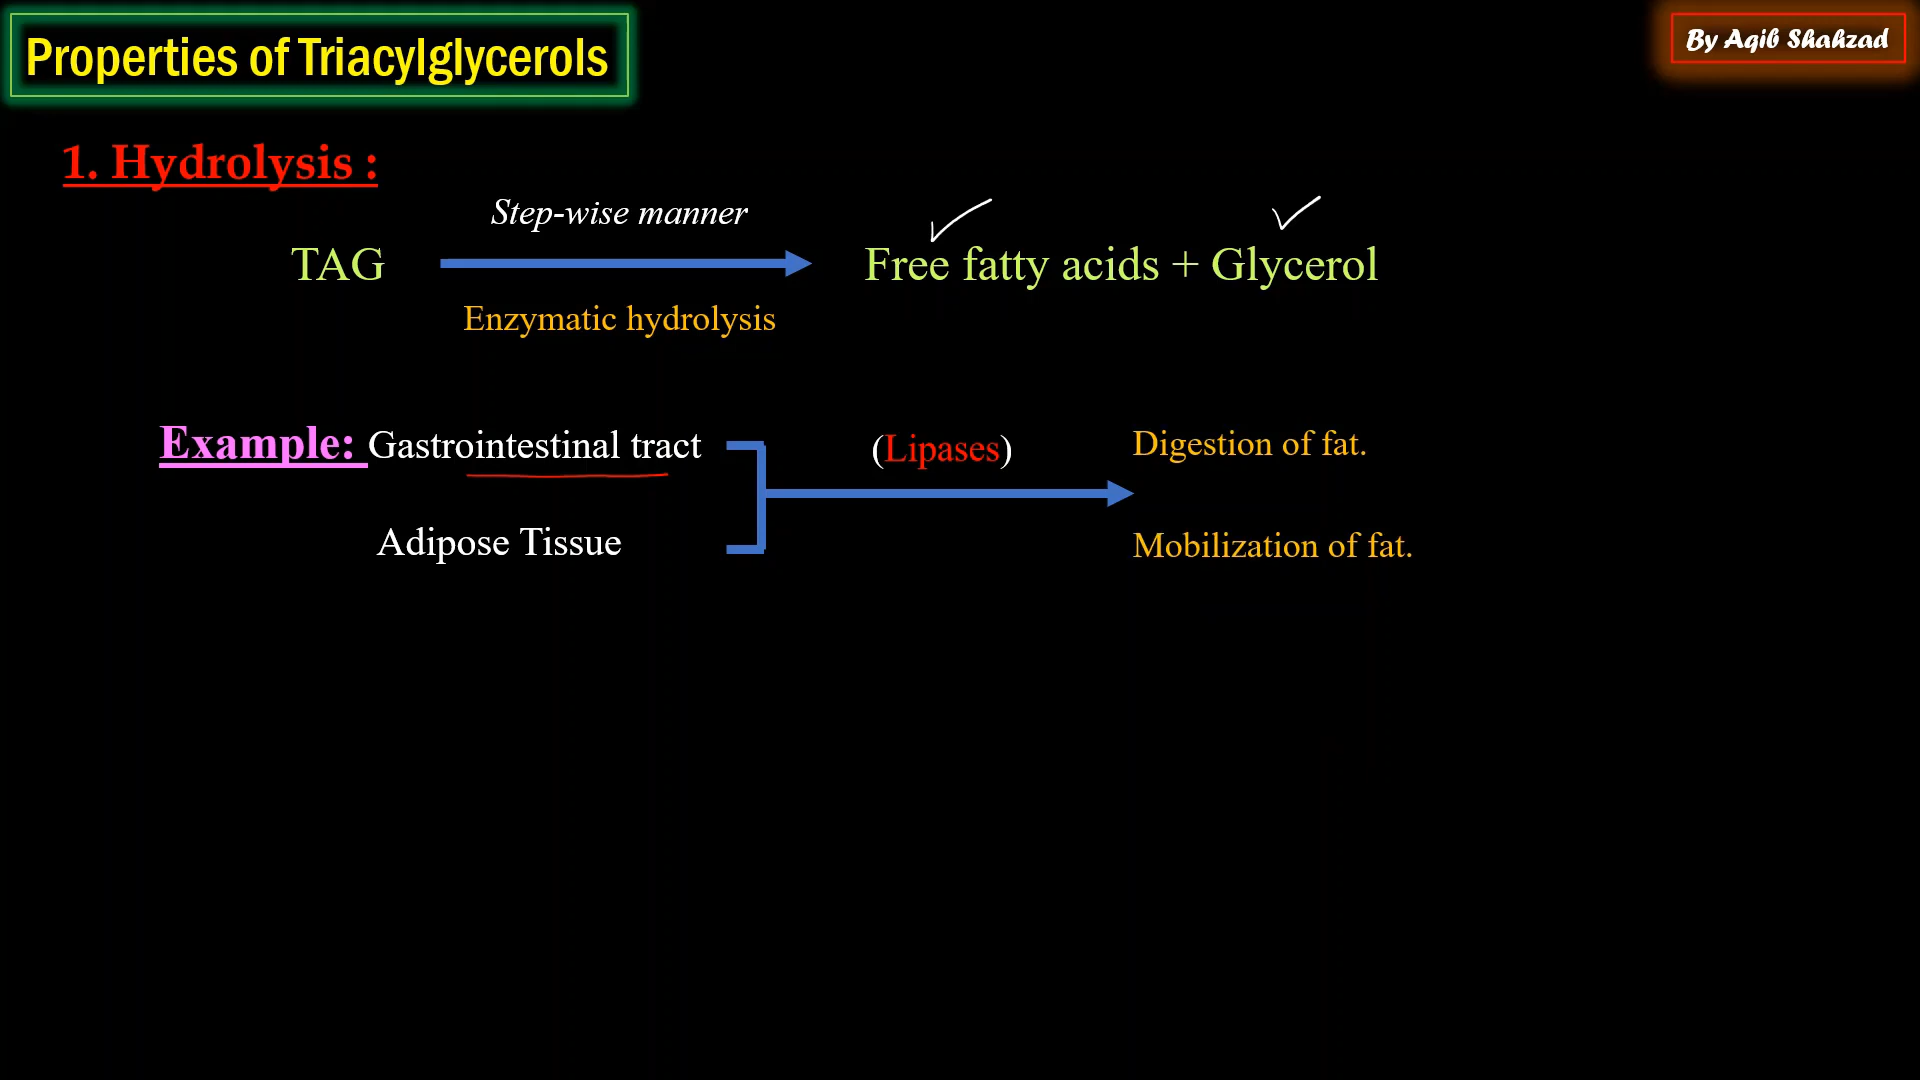 Properties of Triacylglycerols
By Aqib Shahzad
1. Hydrolysis :
Step-wise manner
TAG
Free fatty acids + Glycerol
Enzymatic hydrolysis
Example: Gastrointestinal tract
(Lipases)
Digestion of fat.
Adipose Tissue
Mobilization of fat.